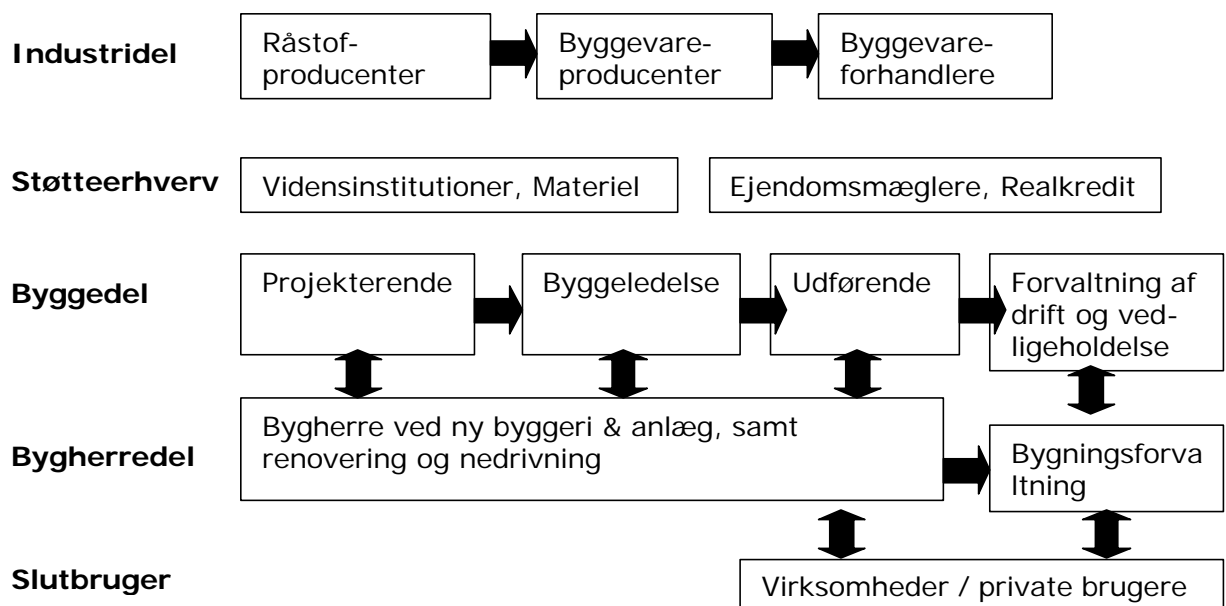 Industridel
Råstof-
producenter
Byggevare-
producenter
Byggevare-
forhandlere
Støtteerhverv
Vidensinstitutioner, Materiel
Ejendomsmæglere, Realkredit
Byggedel
Projekterende
Byggeledelse
Udførende
Forvaltning af
drift og ved-
ligeholdelse
Bygherredel
Bygherre ved ny byggeri & anlæg, samt
renovering og nedrivning
Bygningsforva
ltning
Slutbruger
Virksomheder / private brugere